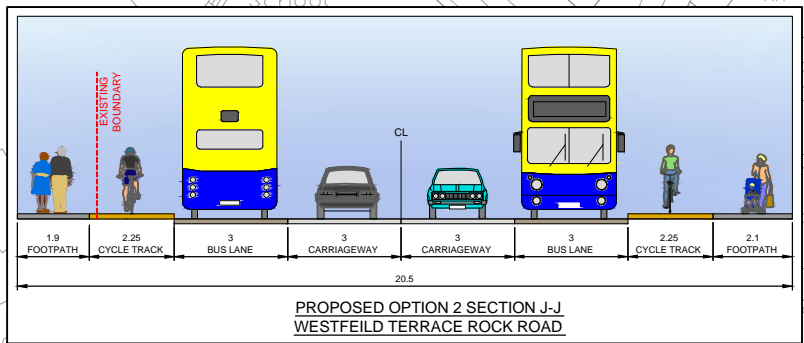 SCHOOL
EXISTING
BOUNDARY
CL
1.9
FOOTPATH
2.25
CYCLE TRACK
3
BUS LANE
3
CARRIAGEWAY
3
CARRIAGEWAY
3
BUS LANE
2.25
CYCLE TRACK
2.1
FOOTPATH
20.5
PROPOSED OPTION 2 SECTION J-J
WESTFEILD TERRACE ROCK ROAD